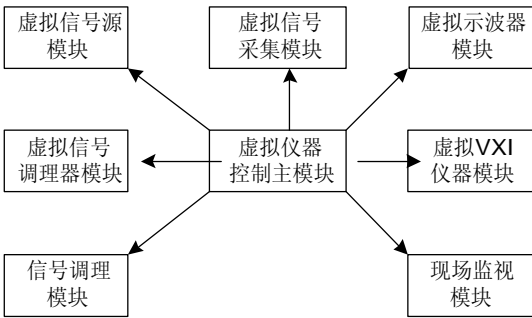 虚拟信号源
模块
虚拟信号
采集模块
虚拟示波器
模块
虚拟信号
调理器模块
虚拟仪器
控制主模块
虚拟VXI
仪器模块
信号调理
模块
现场监视
模块